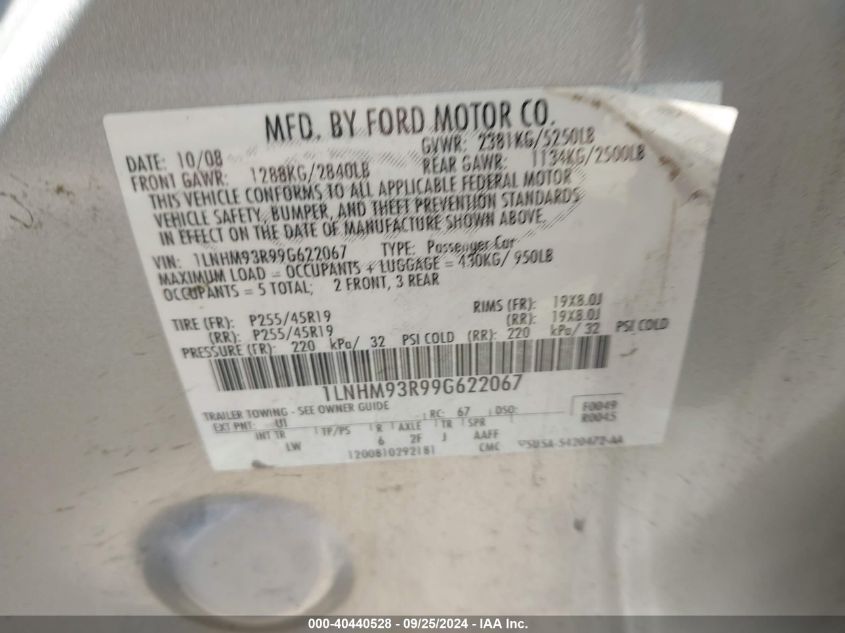 MFD. BY FORD MOTOR CO.
DATE: 10/08 GVWR: 2381KG/5250LB
FRONT GAWR: 1288KG/2840LB REAR GAWR: 1134KG/2500LB
THIS VEHICLE CONFORMS TO ALL APPLICABLE FEDERAL MOTOR
VEHICLE SAFETY, BUMPER, AND THEFT PREVENTION STANDARDS
IN EFFECT ON THE DATE OF MANUFACTURE SHOWN ABOVE.
VIN: 1LNHM93R99G622067 TYPE: Passenger Car
MAXIMUM LOAD = OCCUPANTS + LUGGAGE = 430KG/ 950LB
OCCUPANTS = 5 TOTAL; 2 FRONT, 3 REAR
TIRE (FR): P255/45R19 RIMS (FR): 19X8.0J
(RR): P255/45R19 (RR): 19X8.0J
PRESSURE (FR): 220 kPa/ 32 PSI COLD (RR): 220 kPa/ 32 PSI COLD
1LNHM93R99G622067
TRAILER TOWING - SEE OWNER GUIDE RC: 67 DSO: F0049
EXT PNT: UI R0045
INT TR TP/PS R AXLE TR SPR
LW 6 2F J AAFF
1200810292181 CMC
000-40440528 - 09/25/2024 - IAA Inc.